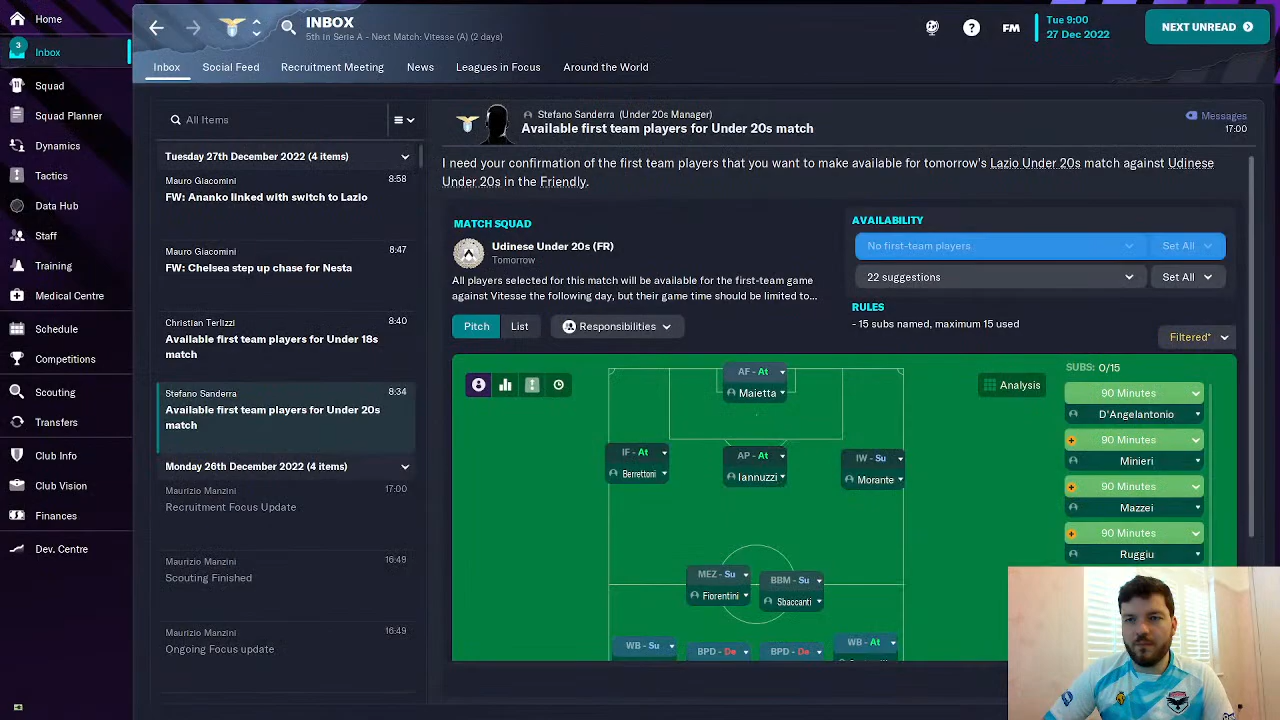 Home
INBOX
5th in Serie A - Next Match: Vitesse (A) (2 days)
FM
Tue 9:00
27 Dec 2022
NEXT UNREAD
3
Inbox
Inbox
Social Feed
Recruitment Meeting
News
Leagues in Focus
Around the World
Squad
Squad Planner
Dynamics
Tactics
Data Hub
Staff
Training
Medical Centre
Schedule
Competitions
Scouting
Transfers
Club Info
Club Vision
Finances
Dev. Centre
All Items
Tuesday 27th December 2022 (4 items)
Mauro Giacomini
8:58
FW: Ananko linked with switch to Lazio
Mauro Giacomini
8:47
FW: Chelsea step up chase for Nesta
Christian Terlizzi
8:40
Available first team players for Under 18s
match
Stefano Sanderra
8:34
Available first team players for Under 20s
match
Monday 26th December 2022 (4 items)
Maurizio Manzini
17:00
Recruitment Focus Update
Maurizio Manzini
16:49
Scouting Finished
Maurizio Manzini
16:49
Ongoing Focus update
Stefano Sanderra (Under 20s Manager)
Available first team players for Under 20s match
Messages
17:00
I need your confirmation of the first team players that you want to make available for tomorrow's Lazio Under 20s match against Udinese
Under 20s in the Friendly.
MATCH SQUAD
Udinese Under 20s (FR)
Tomorrow
All players selected for this match will be available for the first-team game
against Vitesse the following day, but their game time should be limited to...
AVAILABILITY
No first-team players
Set All
22 suggestions
Set All
RULES
- 15 subs named, maximum 15 used
Pitch
List
Responsibilities
Filtered*
AF - At
Maietta
Analysis
IF - At
Berrettoni
AP - At
Iannuzzi
IW - Su
Morante
MEZ - Su
Fiorentini
BBM - Su
Sbaccanti
WB - Su
BPD - De
BPD - De
WB - At
SUBS: 0/15
90 Minutes
D'Angelantonio
90 Minutes
Minieri
90 Minutes
Mazzei
90 Minutes
Ruggiu